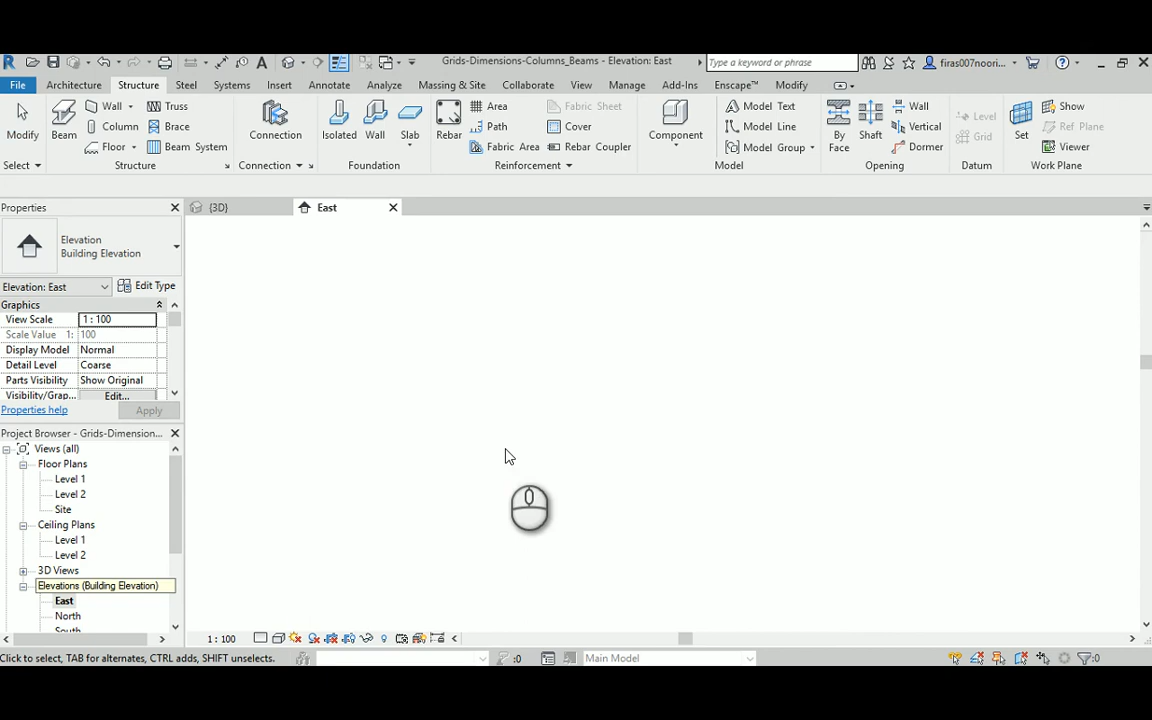 Grids-Dimensions-Columns_Beams - Elevation: East
Type a keyword or phrase
firas007noori...
File Architecture Structure Steel Systems Insert Annotate Analyze Massing & Site Collaborate View Manage Add-Ins Enscape™ Modify
Modify
Select
Beam
Wall
Column
Floor
Truss
Brace
Beam System
Structure
Connection
Connection
Isolated
Wall
Slab
Foundation
Rebar
Area
Path
Fabric Area
Fabric Sheet
Cover
Rebar Coupler
Reinforcement
Component
Model Text
Model Line
Model Group
Model
By
Face
Shaft
Wall
Vertical
Dormer
Opening
Level
Grid
Datum
Set
Show
Ref Plane
Viewer
Work Plane
Properties
{3D}
East
Elevation
Building Elevation
Elevation: East
Edit Type
Graphics
View Scale 1 : 100
Scale Value 1: 100
Display Model Normal
Detail Level Coarse
Parts Visibility Show Original
Visibility/Grap... Edit...
Properties help
Apply
Project Browser - Grids-Dimension...
Views (all)
Floor Plans
Level 1
Level 2
Site
Ceiling Plans
Level 1
Level 2
3D Views
Elevations (Building Elevation)
East
North
South
1 : 100
Click to select, TAB for alternates, CTRL adds, SHIFT unselects.
:0
Main Model
:0